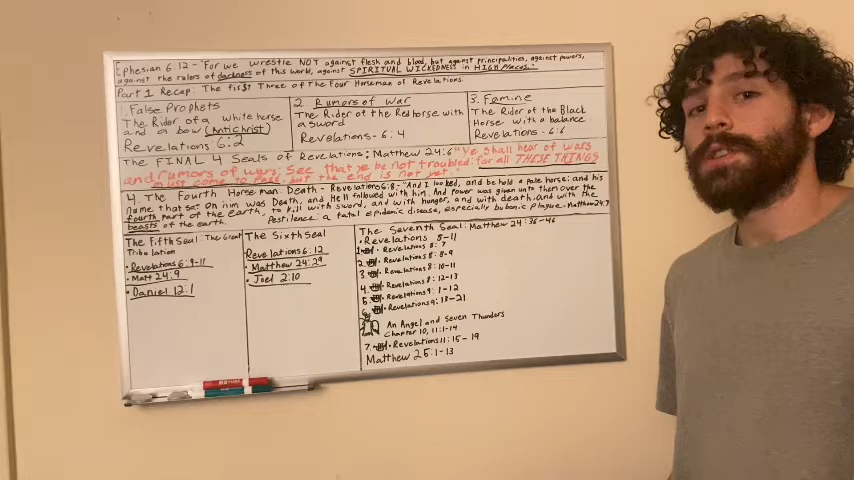 Ephesian 6:12 - "For we wrestle NOT against flesh and blood, but against principalities, against powers,
against the rulers of darkness of this world, against SPIRITUAL WICKEDNESS in HIGH Places."
Part 1 Recap: The first Three of the Four Horseman of Revelations.
1. False Prophets
The Rider of a white horse
and a bow (Antichrist)
Revelations 6:2
2. Rumors of War
The Rider of the Red horse with
a sword
Revelations - 6:4
3. Famine
The Rider of the Black
Horse with a balance
Revelations - 6:6
The FINAL 4 Seals of Revelations: Matthew 24:6 "Ye shall hear of wars
and rumors of wars: See that ye be not troubled: for all THESE THINGS
must come to pass, but the end is not yet."
4. The Fourth Horseman: Death - Revelations 6:8 - "And I looked, and behold a pale horse: and his
name that sat on him was Death, and Hell followed with him. And Power was given unto them over the
fourth part of the earth, to kill with sword, and with hunger, and with death, and with the
beasts of the earth.
Pestilence: a fatal epidemic disease, especially bubonic plague. - Matthew 24:7
The Fifth Seal: The Great
Tribulation
• Revelations 6:9-11
• Matt 24:9
• Daniel 12:1
The Sixth Seal
Revelations 6:12
• Matthew 24:29
• Joel 2:10
The Seventh Seal: Matthew 24:36-46
• Revelations 8-11
1. Revelations 8:7
2. Revelations 8:8-9
3. Revelations 8:10-11
4. Revelations 8:12-13
5. Revelations 9:1-12
6. Revelations 9:13-21
An Angel and Seven Thunders
Chapter 10, 11:1-14
7. Revelations 11:15-19
Matthew 25:1-13